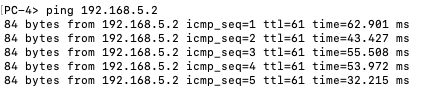 PC-4> ping 192.168.5.2
84 bytes from 192.168.5.2 icmp_seq=1 ttl=61 time=62.901 ms
84 bytes from 192.168.5.2 icmp_seq=2 ttl=61 time=43.427 ms
84 bytes from 192.168.5.2 icmp_seq=3 ttl=61 time=55.508 ms
84 bytes from 192.168.5.2 icmp_seq=4 ttl=61 time=53.972 ms
84 bytes from 192.168.5.2 icmp_seq=5 ttl=61 time=32.215 ms